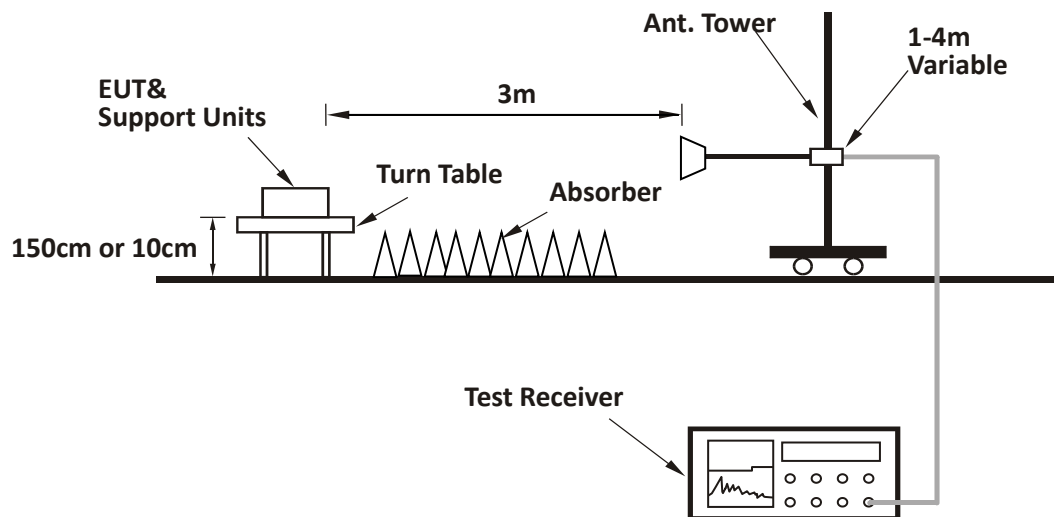 Ant. Tower
1-4m
Variable
3m
EUT&
Support Units
Turn Table
Absorber
150cm or 10cm
Test Receiver